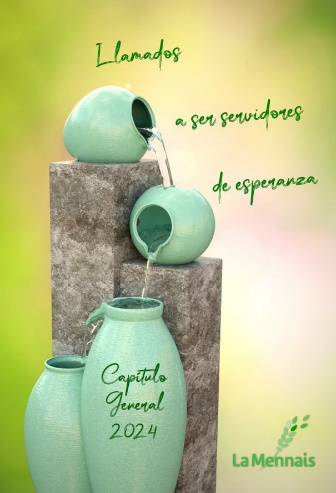 Llamados
a ser servidores
de esperanza
Capítulo
General
2024
La Mennais